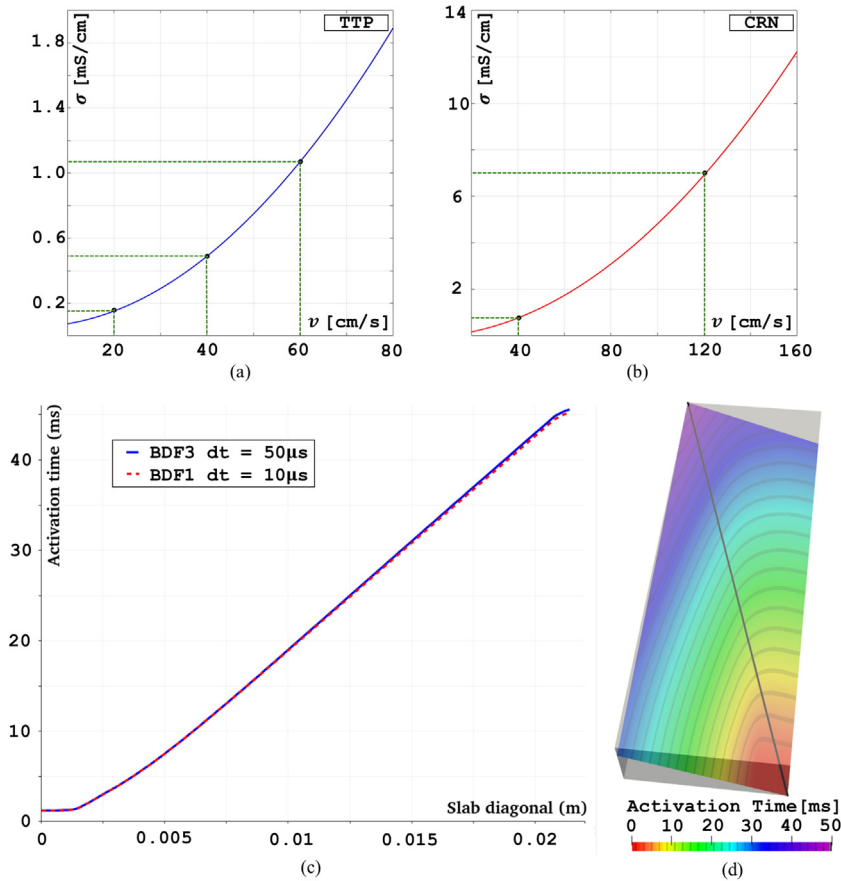 TTP
σ [mS/cm]
1.8
1.4
1.0
0.6
0.2
20 40 60 80
v [cm/s]
(a)
CRN
σ [mS/cm]
14
12
10
6
2
40 80 120 160
v [cm/s]
(b)
Activation time (ms)
BDF3 dt = 50μs
BDF1 dt = 10μs
40
30
20
10
0
Slab diagonal (m)
0 0.005 0.01 0.015 0.02
(c)
Activation Time[ms]
0 10 20 30 40 50
(d)